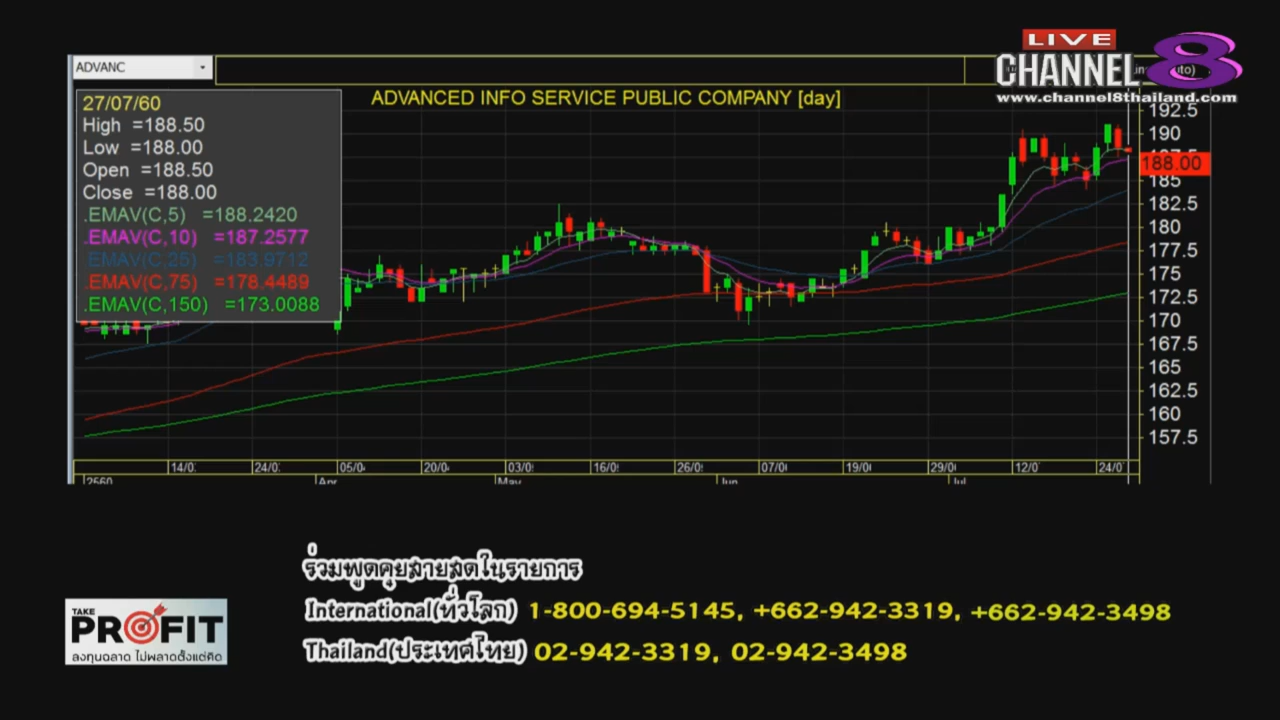 LIVE
CHANNEL 8
www.channel8thailand.com
ADVANC
ADVANCED INFO SERVICE PUBLIC COMPANY [day]
27/07/60
High =188.50
Low =188.00
Open =188.50
Close =188.00
.EMAV(C,5) =188.2420
.EMAV(C,10) =187.2577
.EMAV(C,25) =183.9712
.EMAV(C,75) =178.4489
.EMAV(C,150) =173.0088
192.5
190
188.00
185
182.5
180
177.5
175
172.5
170
167.5
165
162.5
160
157.5
14/0 24/0 05/0 20/0 03/0 16/0 26/0 07/0 19/0 29/0 12/0 24/0
2560 Apr May Jun Jul
ร่วมพูดคุยสายสดในรายการ
International(ทั่วโลก) 1-800-694-5145, +662-942-3319, +662-942-3498
Thailand(ประเทศไทย) 02-942-3319, 02-942-3498
TAKE
PROFIT
ลงทุนฉลาด ไม่พลาดตั้งแต่คิด